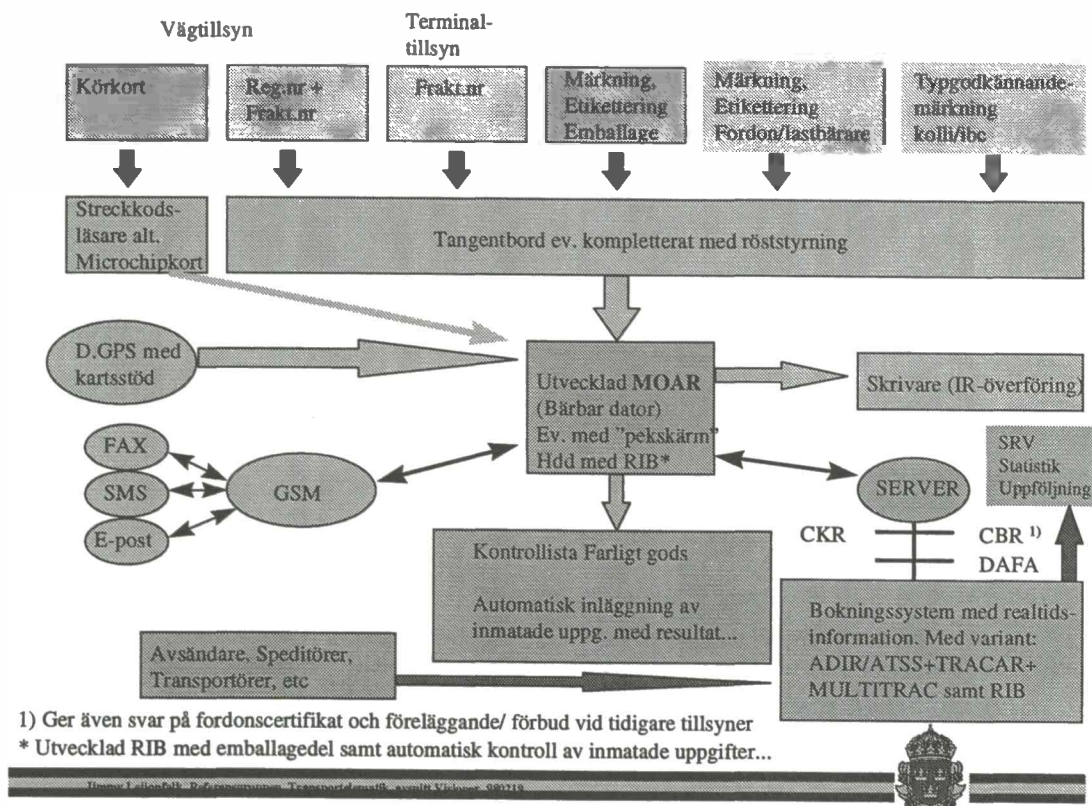 Vägtillsyn
Terminal-
tillsyn
Körkort
Reg.nr +
Frakt.nr
Frakt.nr
Märkning,
Etikettering
Emballage
Märkning,
Etikettering
Fordon/lastbärare
Typgodkännande-
märkning
kolli/ibc
Streckkods-
läsare alt.
Microchipkort
Tangentbord ev. kompletterat med röststyrning
D.GPS med
kartsstöd
Utvecklad MOAR
(Bärbar dator)
Ev. med "pekskärm"
Hdd med RIB*
Skrivare (IR-överföring)
FAX
SMS
E-post
GSM
SERVER
SRV
Statistik
Uppföljning
CKR
CBR 1)
DAFA
Kontrollista Farligt gods
Automatisk inläggning av
inmatade uppg. med resultat...
Bokningssystem med realtids-
information. Med variant:
ADIR/ATSS+TRACAR+
MULTITRAC samt RIB
Avsändare, Speditörer,
Transportörer, etc
1) Ger även svar på fordonscertifikat och föreläggande/ förbud vid tidigare tillsyner
* Utvecklad RIB med emballagedel samt automatisk kontroll av inmatade uppgifter...
Referensgruppen, Transporttelematik, avsnitt